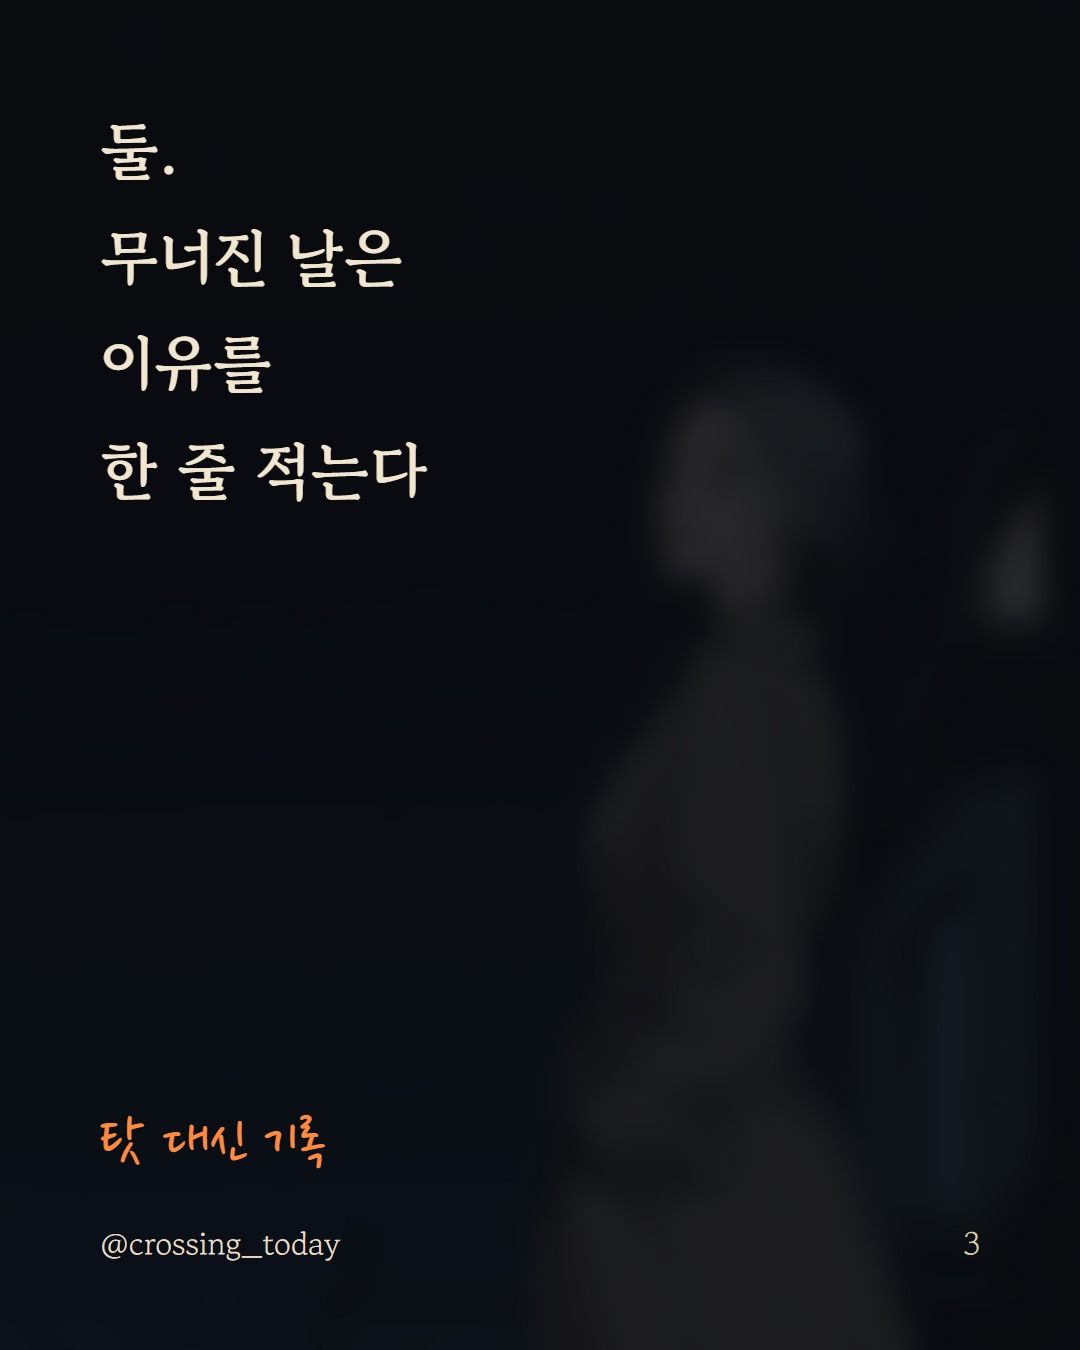 둘.
무너진 날은
이유를
한 줄 적는다
탓 대신 기록
@crossing_today
3